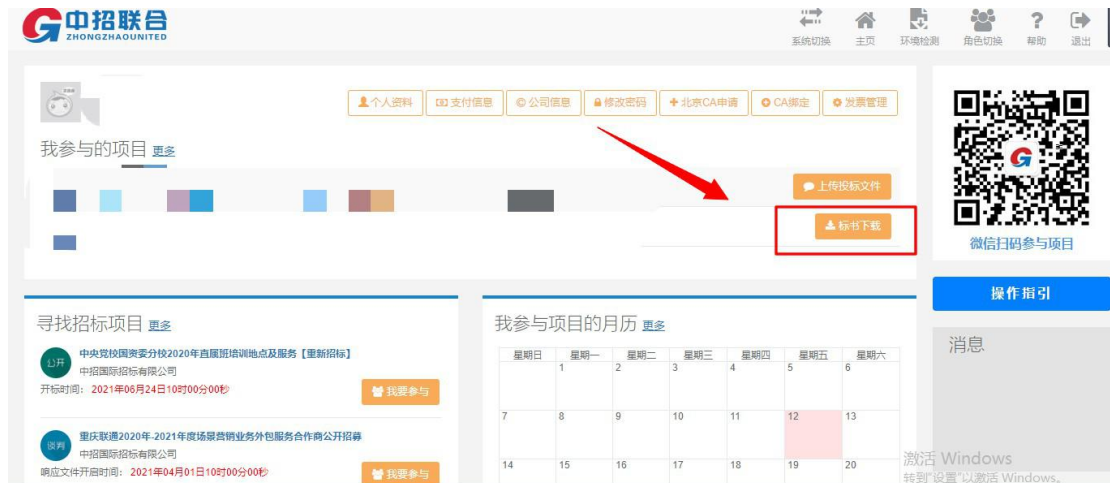 中招联合
ZHONGZHAOUNITED
系统切换 主页 环境检测 角色切换 帮助 退出
个人资料 支付信息 公司信息 修改密码 北京CA申请 CA绑定 发票管理
我参与的项目 更多
上传投标文件
标书下载
微信扫码参与项目
操作指引
消息
寻找招标项目 更多
公开
中央党校国资委分校2020年直属班培训地点及服务【重新招标】
中招国际招标有限公司
开标时间：2021年06月24日10时00分00秒
我要参与
谈判
重庆联通2020年-2021年度场景营销业务外包服务合作商公开招募
中招国际招标有限公司
响应文件开启时间：2021年04月01日10时00分00秒
我要参与
我参与项目的月历 更多
星期日 星期一 星期二 星期三 星期四 星期五 星期六
1 2 3 4 5 6
7 8 9 10 11 12 13
14 15 16 17 18 19 20
激活 Windows
转到"设置"以激活 Windows。